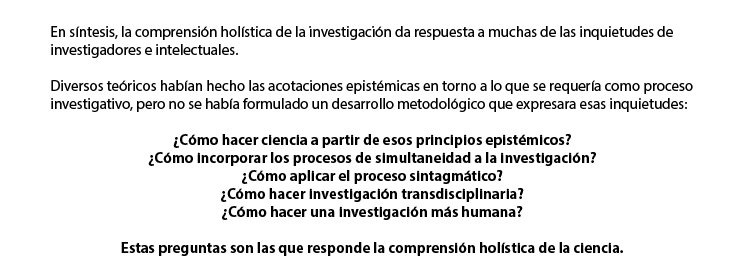 En síntesis, la comprensión holística de la investigación da respuesta a muchas de las inquietudes de
investigadores e intelectuales.
Diversos teóricos habían hecho las acotaciones epistémicas en torno a lo que se requería como proceso
investigativo, pero no se había formulado un desarrollo metodológico que expresara esas inquietudes:
¿Cómo hacer ciencia a partir de esos principios epistémicos?
¿Cómo incorporar los procesos de simultaneidad a la investigación?
¿Cómo aplicar el proceso sintagmático?
¿Cómo hacer investigación transdisciplinaria?
¿Cómo hacer una investigación más humana?
Estas preguntas son las que responde la comprensión holística de la ciencia.